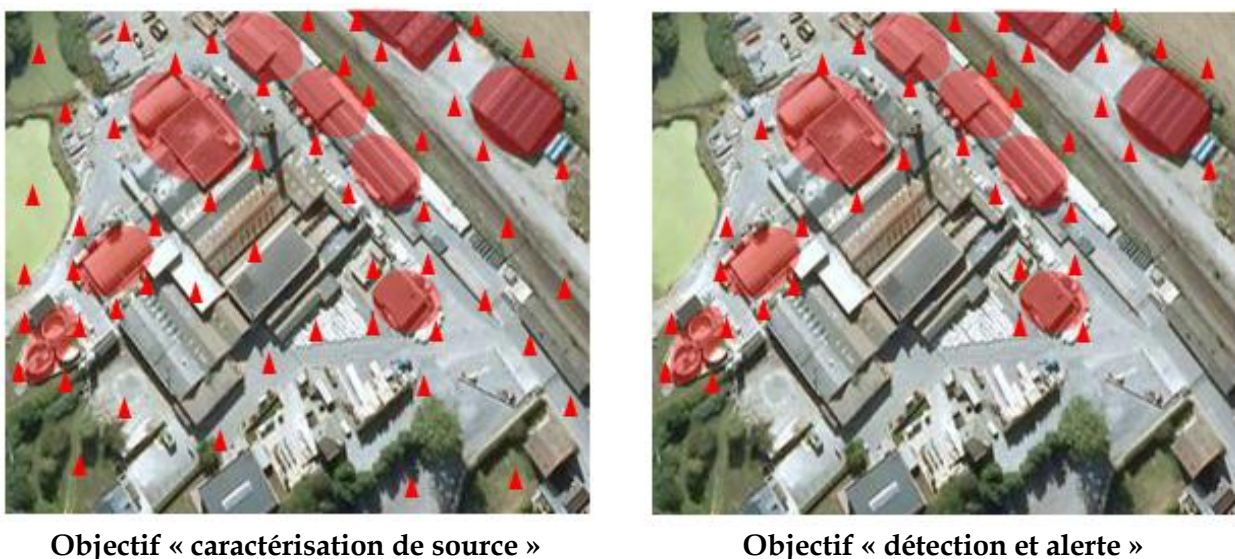 Objectif « caractérisation de source »
Objectif « détection et alerte »